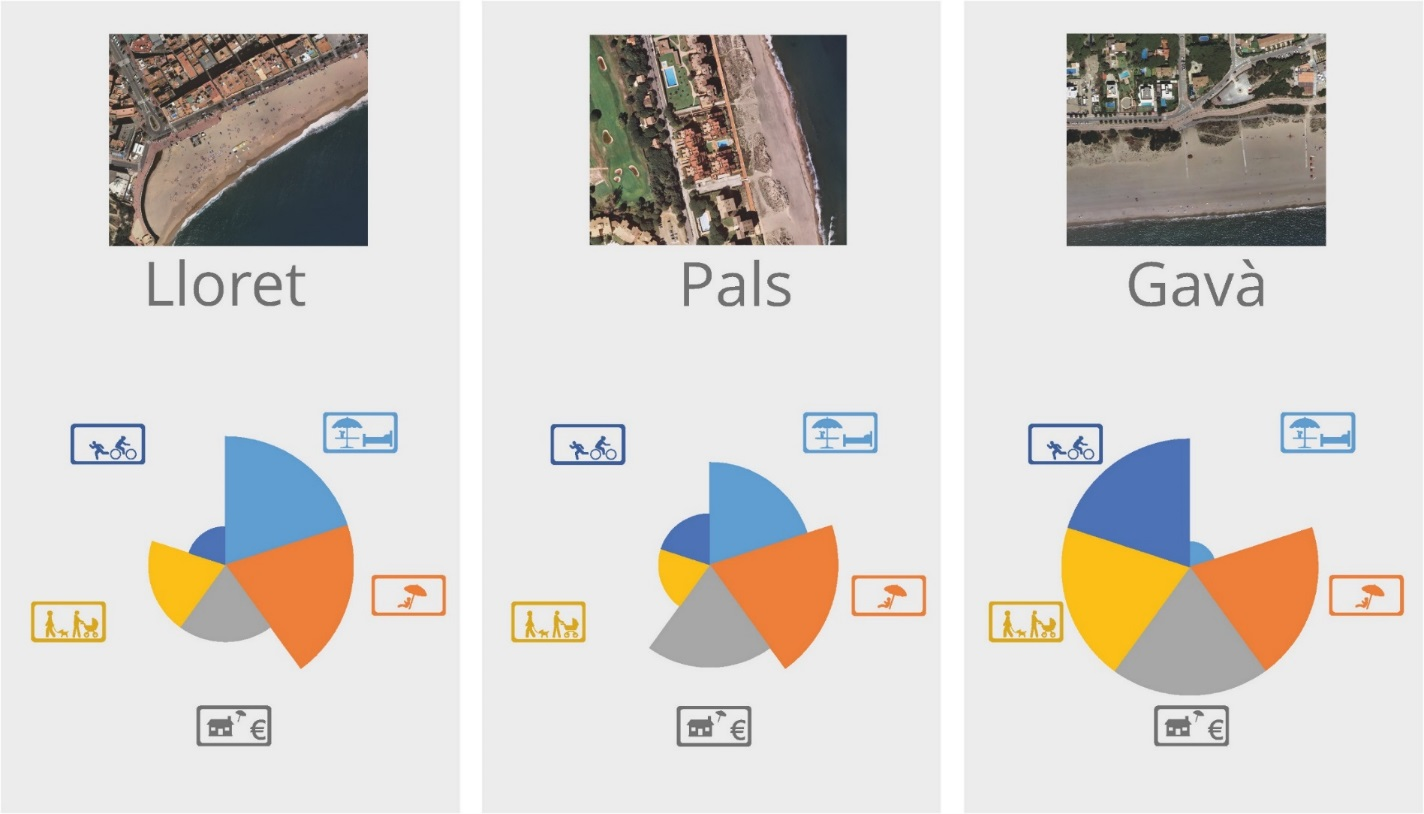 Lloret
Pals
Gavà
€
€
€